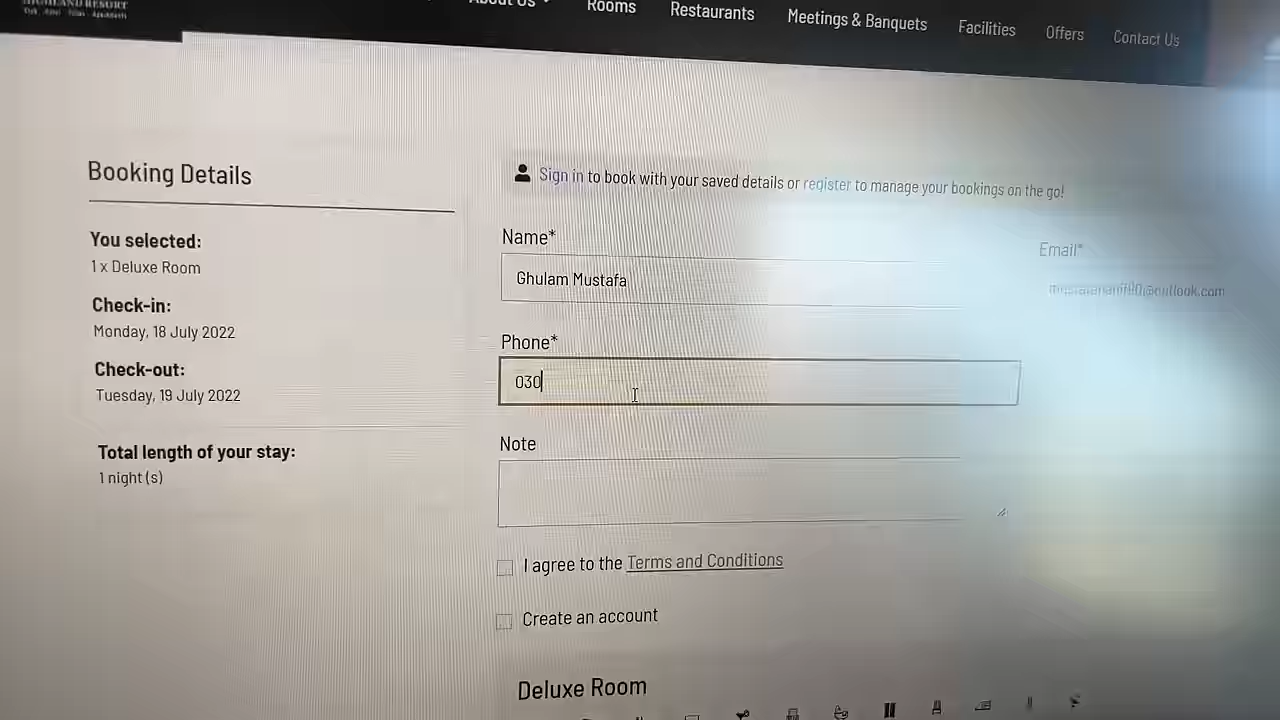 HIGHLAND RESORT
About Us
Rooms
Restaurants
Meetings & Banquets
Facilities
Offers
Contact Us
Booking Details
You selected:
1 x Deluxe Room
Check-in:
Monday, 18 July 2022
Check-out:
Tuesday, 19 July 2022
Total length of your stay:
1 night (s)
Sign in to book with your saved details or register to manage your bookings on the go!
Name*
Ghulam Mustafa
Email*
Phone*
030
Note
I agree to the Terms and Conditions
Create an account
Deluxe Room